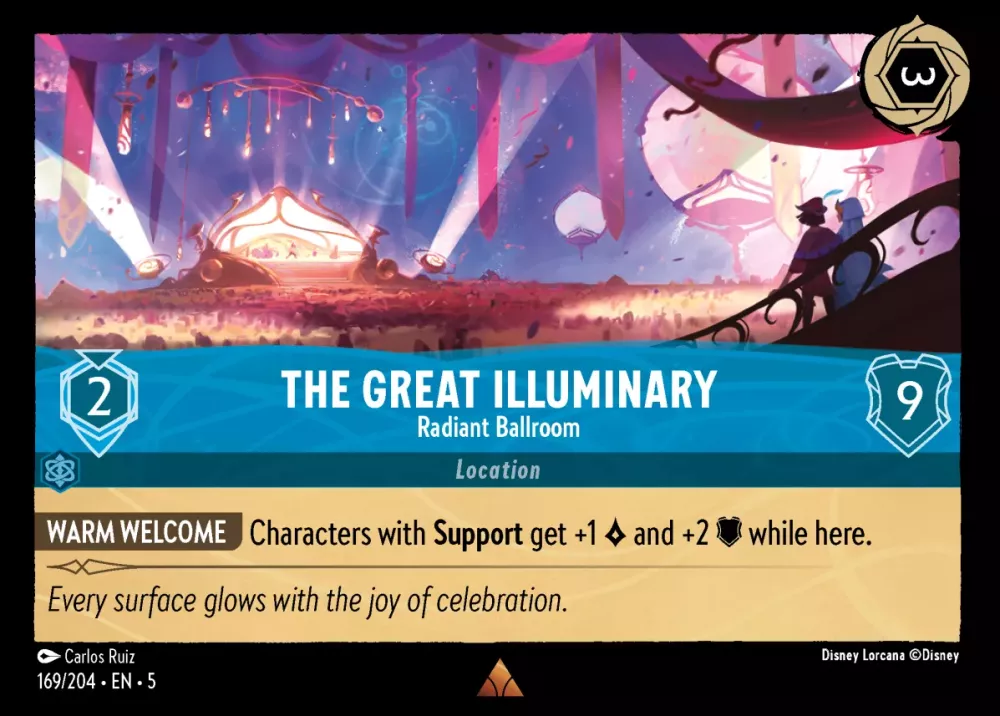 3
2
THE GREAT ILLUMINARY
9
Radiant Ballroom
Location
WARM WELCOME Characters with Support get +1 and +2 while here.
Every surface glows with the joy of celebration.
Carlos Ruiz
Disney Lorcana ©Disney
169/204 • EN • 5